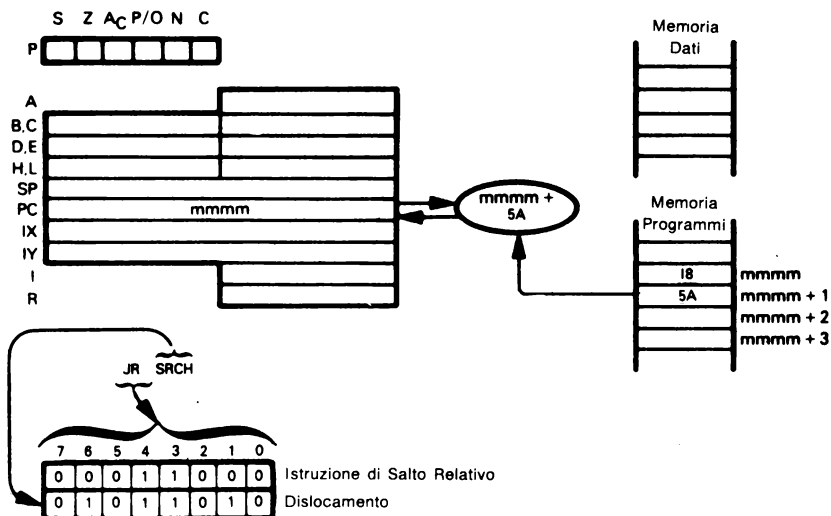 S Z AC P/O N C
P
A
B,C
D,E
H,L
SP
PC mmmm
IX
IY
I
R
mmmm +
5A
Memoria
Dati
Memoria
Programmi
18 mmmm
5A mmmm + 1
mmmm + 2
mmmm + 3
JR SRCH
7 6 5 4 3 2 1 0
0 0 0 1 1 0 0 0 Istruzione di Salto Relativo
0 1 0 1 1 0 1 0 Dislocamento